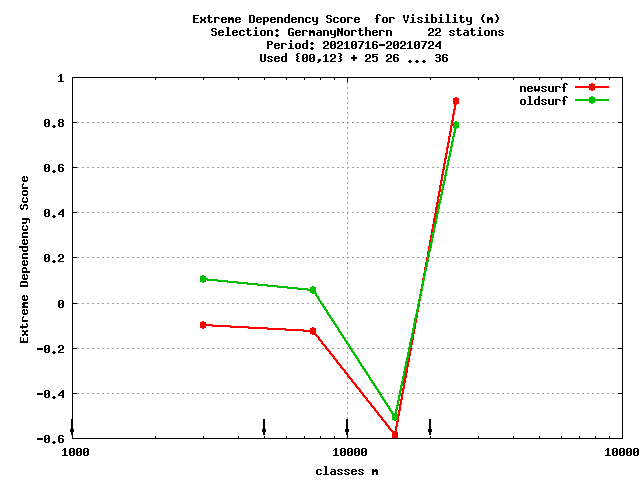 Extreme Dependency Score  for Visibility (m)
Selection: GermanyNorthern     22 stations
Period: 20210716-20210724
Used {00,12} + 25 26 ... 36
newsurf
oldsurf
Extreme Dependency Score
1
0.8
0.6
0.4
0.2
0
-0.2
-0.4
-0.6
1000 10000 10000
classes m